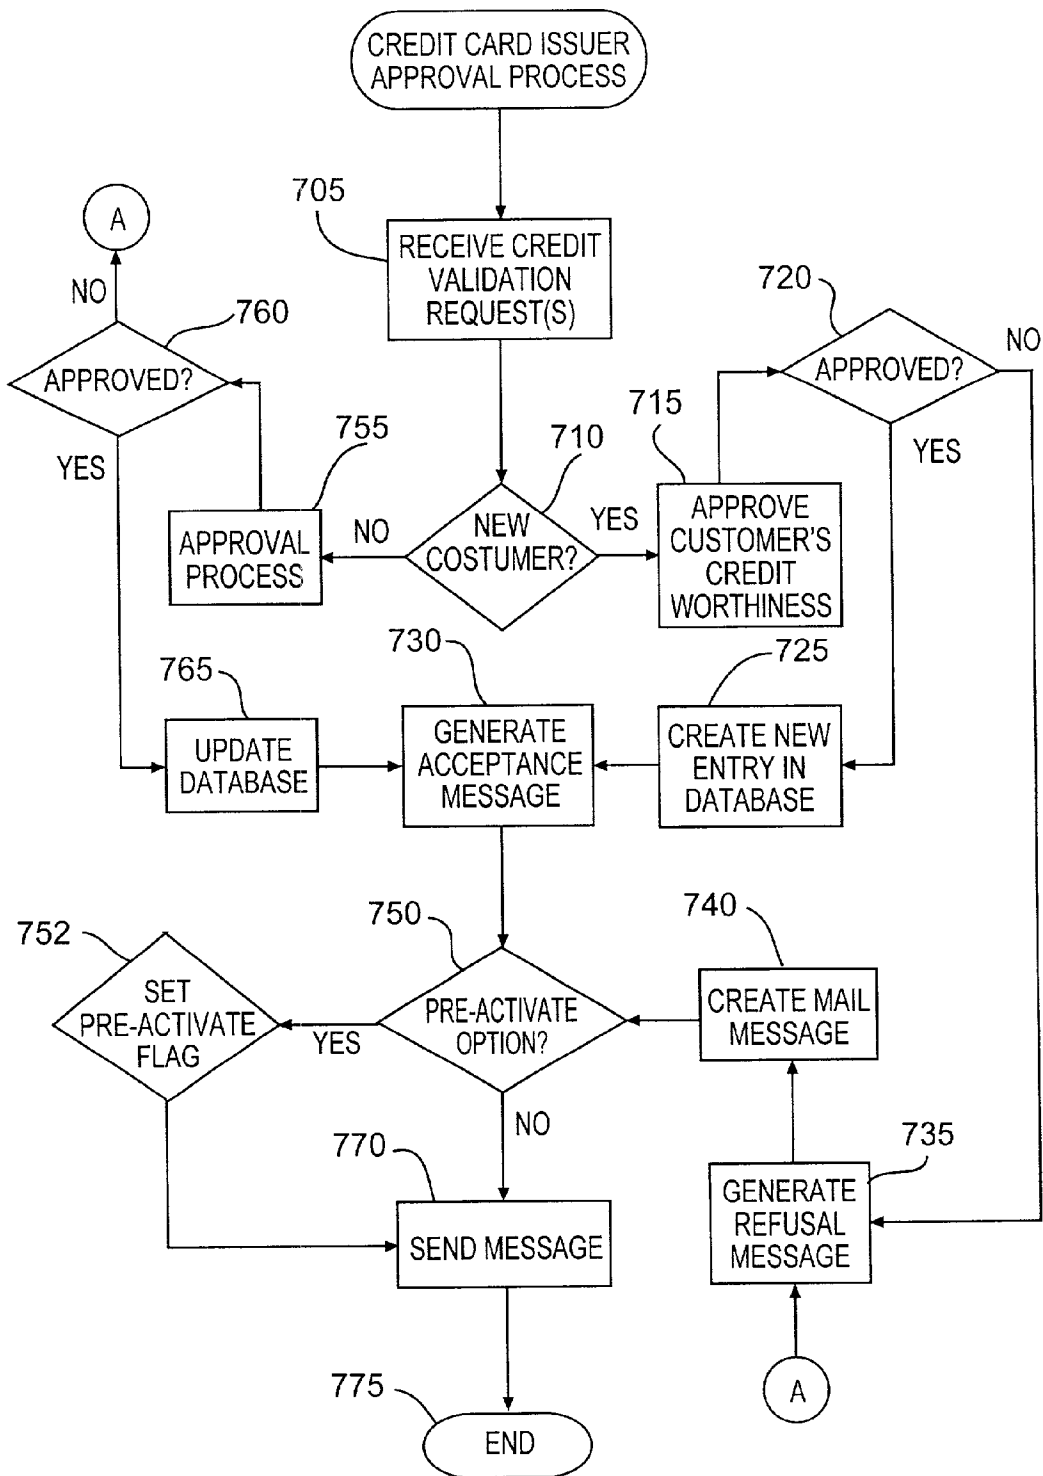 CREDIT CARD ISSUER
APPROVAL PROCESS
705
RECEIVE CREDIT
VALIDATION
REQUEST(S)
A
NO
760
APPROVED?
YES
720
APPROVED?
NO
YES
755
APPROVAL
PROCESS
NO
710
NEW
COSTUMER?
YES
715
APPROVE
CUSTOMER'S
CREDIT
WORTHINESS
765
UPDATE
DATABASE
730
GENERATE
ACCEPTANCE
MESSAGE
725
CREATE NEW
ENTRY IN
DATABASE
752
SET
PRE-ACTIVATE
FLAG
YES
750
PRE-ACTIVATE
OPTION?
NO
740
CREATE MAIL
MESSAGE
770
SEND MESSAGE
735
GENERATE
REFUSAL
MESSAGE
A
775
END